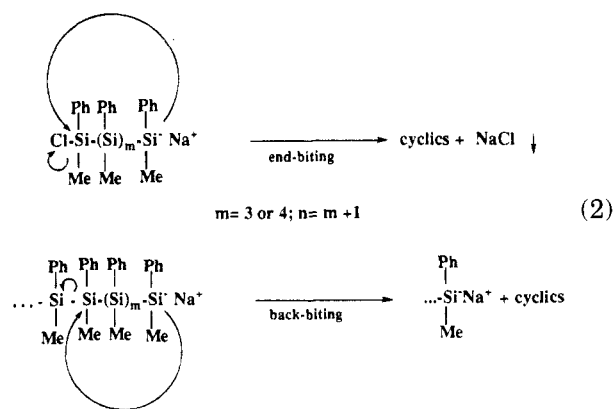 Ph Ph Ph
Cl-Si-(Si)m-Si- Na+ end-biting cyclics + NaCl ↓
Me Me Me
m= 3 or 4; n= m +1 (2)
Ph Ph Ph Ph Ph
... - Si - Si-(Si)m-Si- Na+ back-biting ...-Si-Na+ + cyclics
Me Me Me Me Me